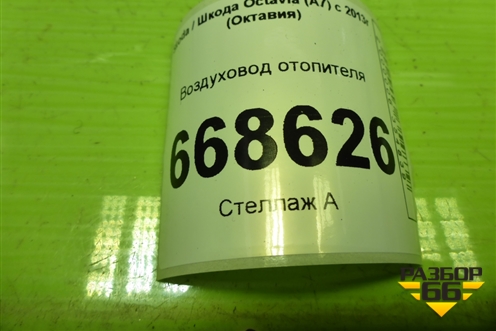 Шкода Octavia (A7) с 2013г
(Октавия)
Воздуховод отопителя
668626
Стеллаж А
РАЗБОР
66